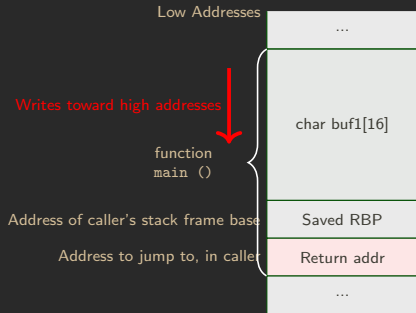 Low Addresses
...
Writes toward high addresses
char buf1[16]
function
main ()
Address of caller's stack frame base
Saved RBP
Address to jump to, in caller
Return addr
...